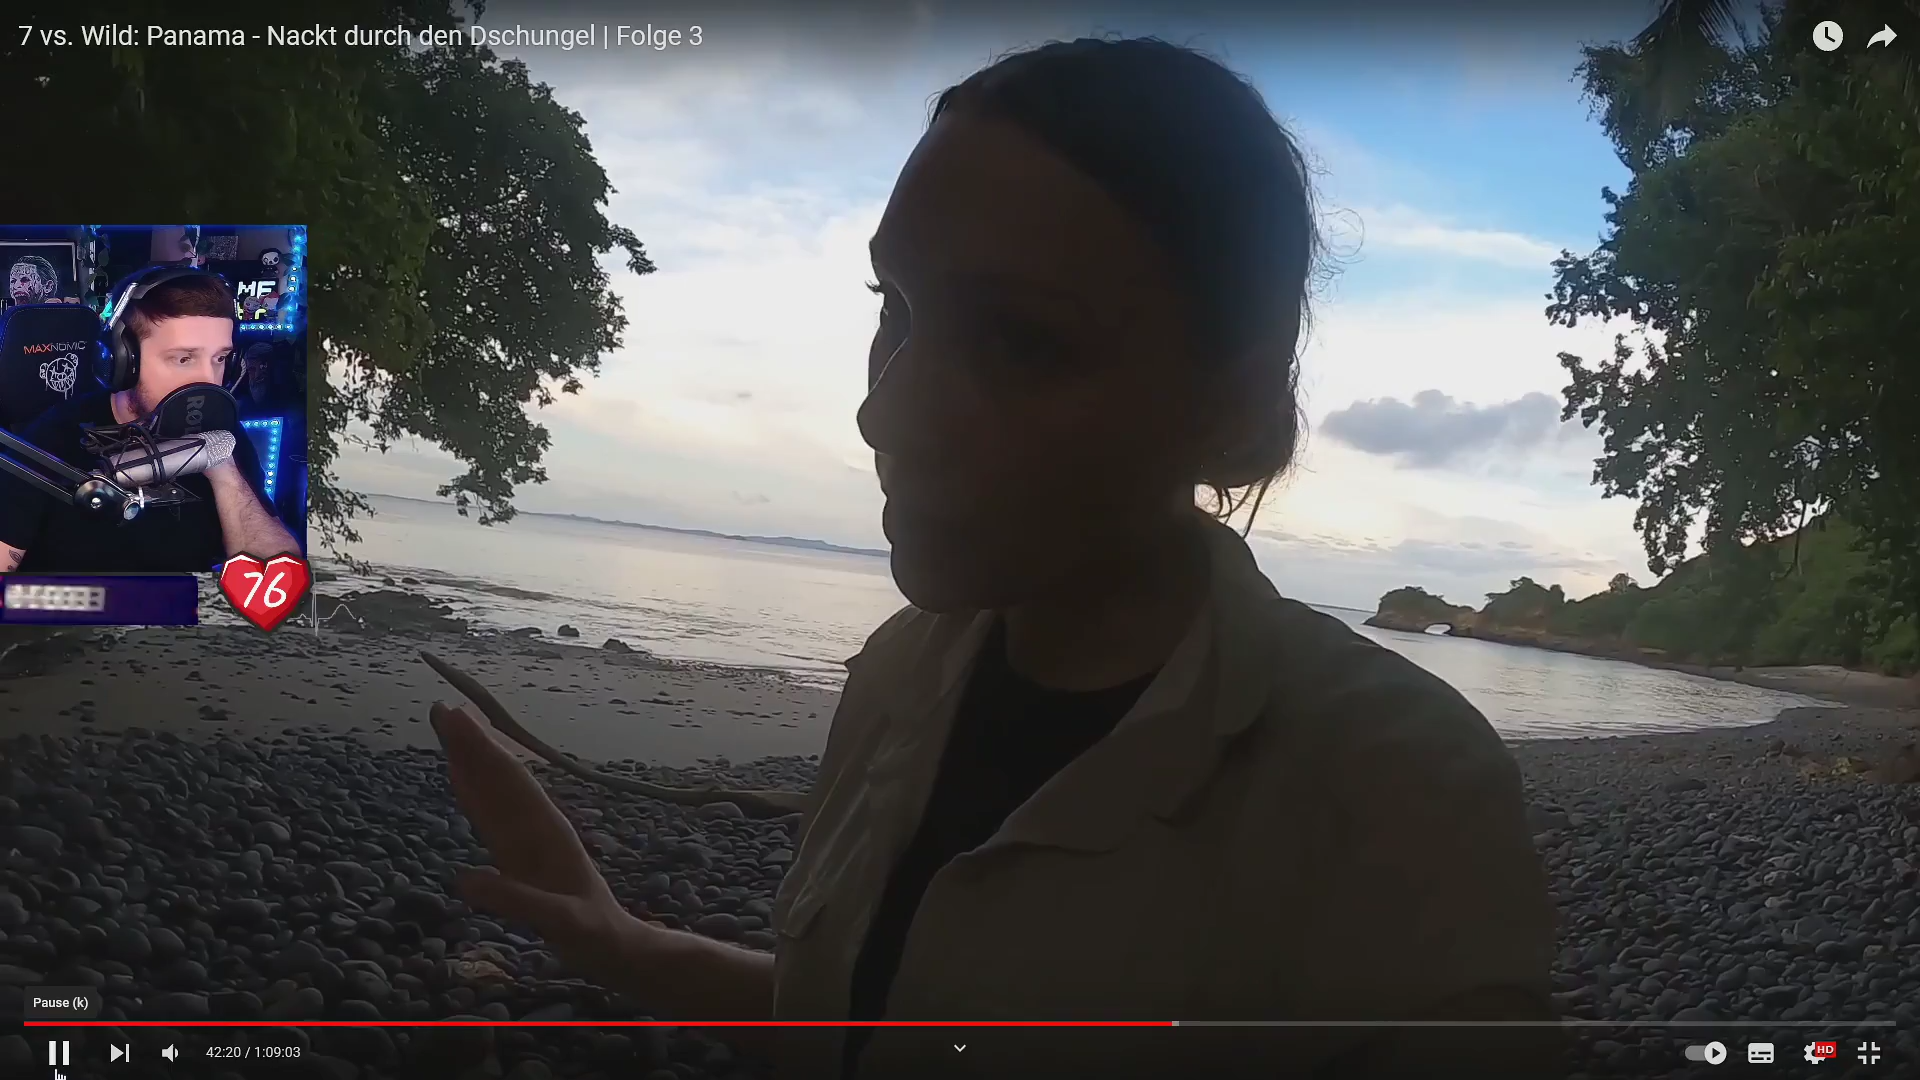 7 vs. Wild: Panama - Nackt durch den Dschungel | Folge 3
MAXNOMIC
76
Pause (k)
42:20 / 1:09:03
HD